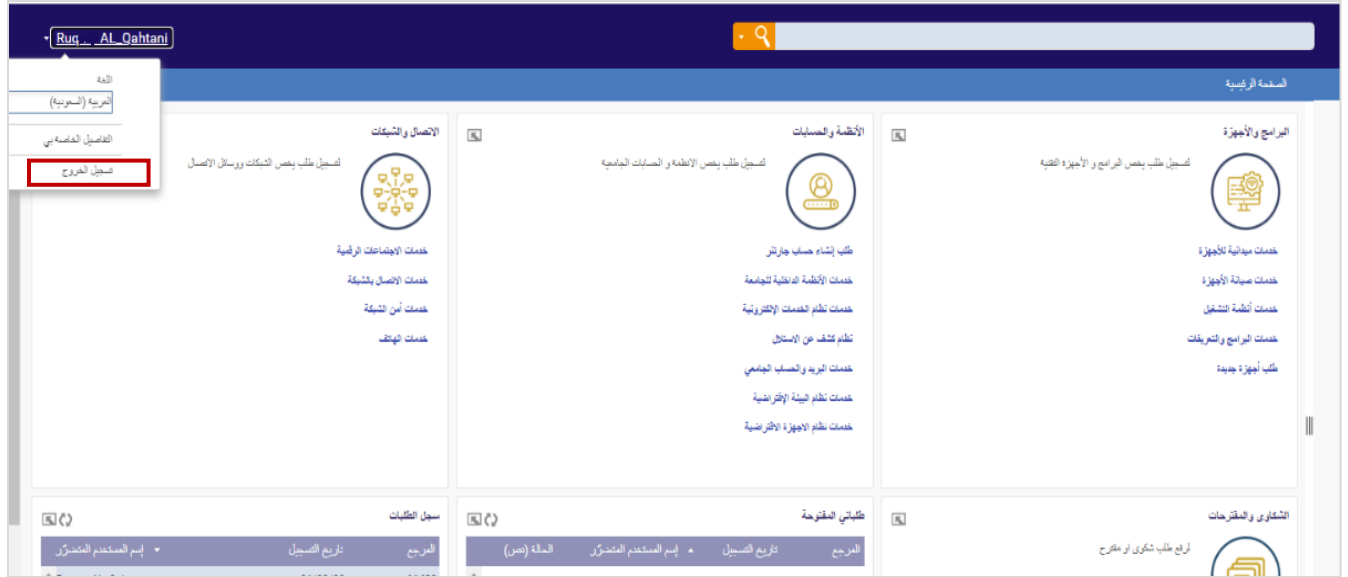 Ruq . _ AL_Qahtani
اللغة
العربية (السعودية)
التفاصيل الخاصة بي
تسجيل الخروج
الصفحة الرئيسية
البرامج والأجهزة
لتسجيل طلب يخص البرامج و الأجهزة التقنية
خدمات ميدانية للأجهزة
خدمات صيانة الأجهزة
خدمات أنظمة التشغيل
خدمات البرامج والتعريفات
طلب أجهزة جديدة
الأنظمة والحسابات
لتسجيل طلب يخص الانظمة و الحسابات الجامعية
طلب إنشاء حساب جارتنر
خدمات الأنظمة الداخلية للجامعة
خدمات نظام الخدمات الإلكترونية
نظام كشف عن الاستلال
خدمات البريد والحساب الجامعي
خدمات نظام البيئة الإفتراضية
خدمات نظام الاجهزة الافتراضية
الاتصال والشبكات
لتسجيل طلب يخص الشبكات ووسائل الاتصال
خدمات الاجتماعات الرقمية
خدمات الاتصال بالشبكة
خدمات أمن الشبكة
خدمات الهاتف
الشكاوى والمقترحات
لرفع طلب شكوى او مقترح
طلباتي المفتوحة
المرجع تاريخ التسجيل إسم المستخدم المتضرّر الحالة (نص)
سجل الطلبات
المرجع تاريخ التسجيل إسم المستخدم المتضرّر